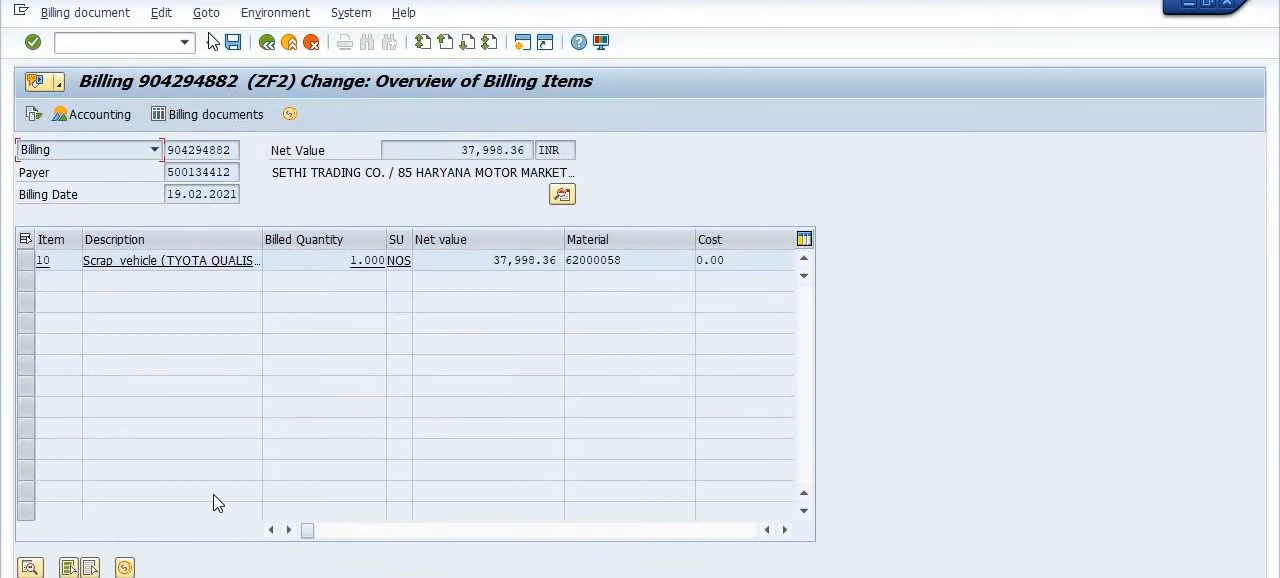 Billing document Edit Goto Environment System Help
Billing 904294882 (ZF2) Change: Overview of Billing Items
Accounting Billing documents
Billing 904294882 Net Value 37,998.36 INR
Payer 500134412 SETHI TRADING CO. / 85 HARYANA MOTOR MARKET...
Billing Date 19.02.2021
Item Description Billed Quantity SU Net value Material Cost
10 Scrap vehicle (TYOTA QUALIS... 1.000 NOS 37,998.36 62000058 0.00